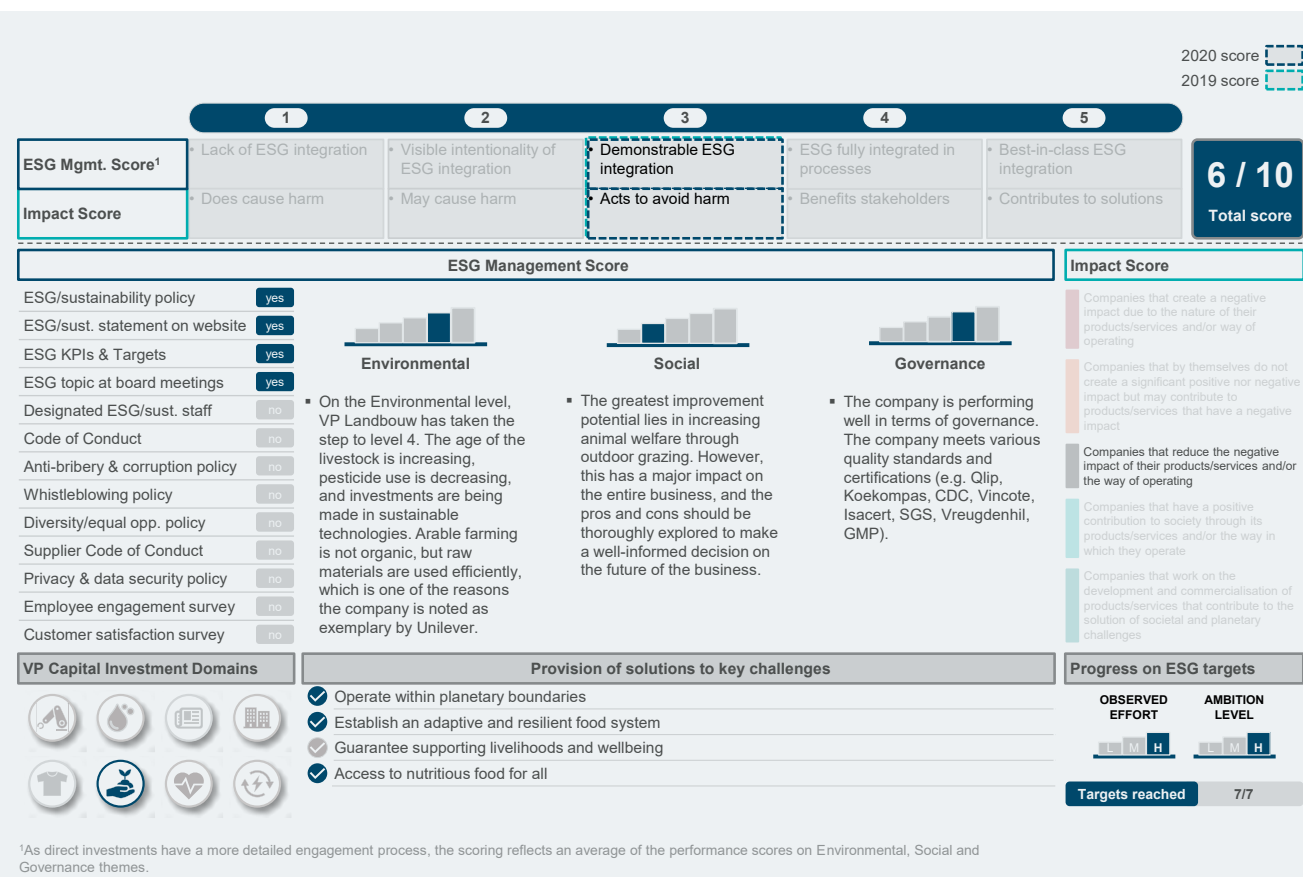 2020 score
2019 score
1 2 3 4 5
ESG Mgmt. Score¹
• Lack of ESG integration
• Visible intentionality of
ESG integration
• Demonstrable ESG
integration
• ESG fully integrated in
processes
• Best-in-class ESG
integration
Impact Score
• Does cause harm
• May cause harm
• Acts to avoid harm
• Benefits stakeholders
• Contributes to solutions
6 / 10
Total score
ESG Management Score
ESG/sustainability policy yes
ESG/sust. statement on website yes
ESG KPIs & Targets yes
ESG topic at board meetings yes
Designated ESG/sust. staff no
Code of Conduct no
Anti-bribery & corruption policy no
Whistleblowing policy no
Diversity/equal opp. policy no
Supplier Code of Conduct no
Privacy & data security policy no
Employee engagement survey no
Customer satisfaction survey no
Environmental
▪ On the Environmental level,
VP Landbouw has taken the
step to level 4. The age of the
livestock is increasing,
pesticide use is decreasing,
and investments are being
made in sustainable
technologies. Arable farming
is not organic, but raw
materials are used efficiently,
which is one of the reasons
the company is noted as
exemplary by Unilever.
Social
▪ The greatest improvement
potential lies in increasing
animal welfare through
outdoor grazing. However,
this has a major impact on
the entire business, and the
pros and cons should be
thoroughly explored to make
a well-informed decision on
the future of the business.
Governance
▪ The company is performing
well in terms of governance.
The company meets various
quality standards and
certifications (e.g. Qlip,
Koekompas, CDC, Vincote,
Isacert, SGS, Vreugdenhil,
GMP).
Impact Score
Companies that create a negative
impact due to the nature of their
products/services and/or way of
operating
Companies that by themselves do not
create a significant positive nor negative
impact but may contribute to
products/services that have a negative
impact
Companies that reduce the negative
impact of their products/services and/or
the way of operating
Companies that have a positive
contribution to society through its
products/services and/or the way in
which they operate
Companies that work on the
development and commercialisation of
products/services that contribute to the
solution of societal and planetary
challenges
VP Capital Investment Domains
Provision of solutions to key challenges
Operate within planetary boundaries
Establish an adaptive and resilient food system
Guarantee supporting livelihoods and wellbeing
Access to nutritious food for all
Progress on ESG targets
OBSERVED
EFFORT
L M H
AMBITION
LEVEL
L M H
Targets reached 7/7
¹As direct investments have a more detailed engagement process, the scoring reflects an average of the performance scores on Environmental, Social and
Governance themes.